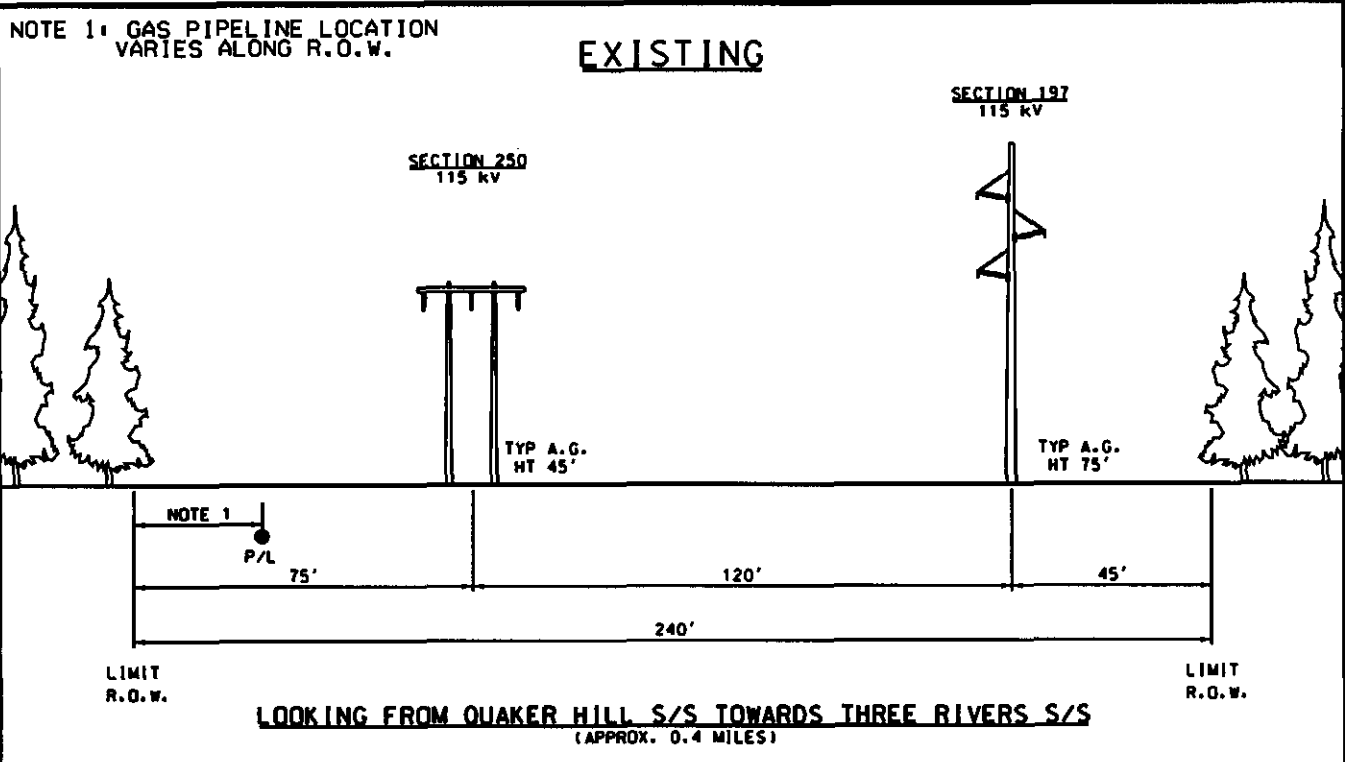 NOTE 1: GAS PIPELINE LOCATION
VARIES ALONG R.O.W.
EXISTING
SECTION 197
115 kV
SECTION 250
115 kV
TYP A.G.
HT 45'
TYP A.G.
HT 75'
NOTE 1
P/L
75'
120'
45'
240'
LIMIT
R.O.W.
LIMIT
R.O.W.
LOOKING FROM QUAKER HILL S/S TOWARDS THREE RIVERS S/S
(APPROX. 0.4 MILES)